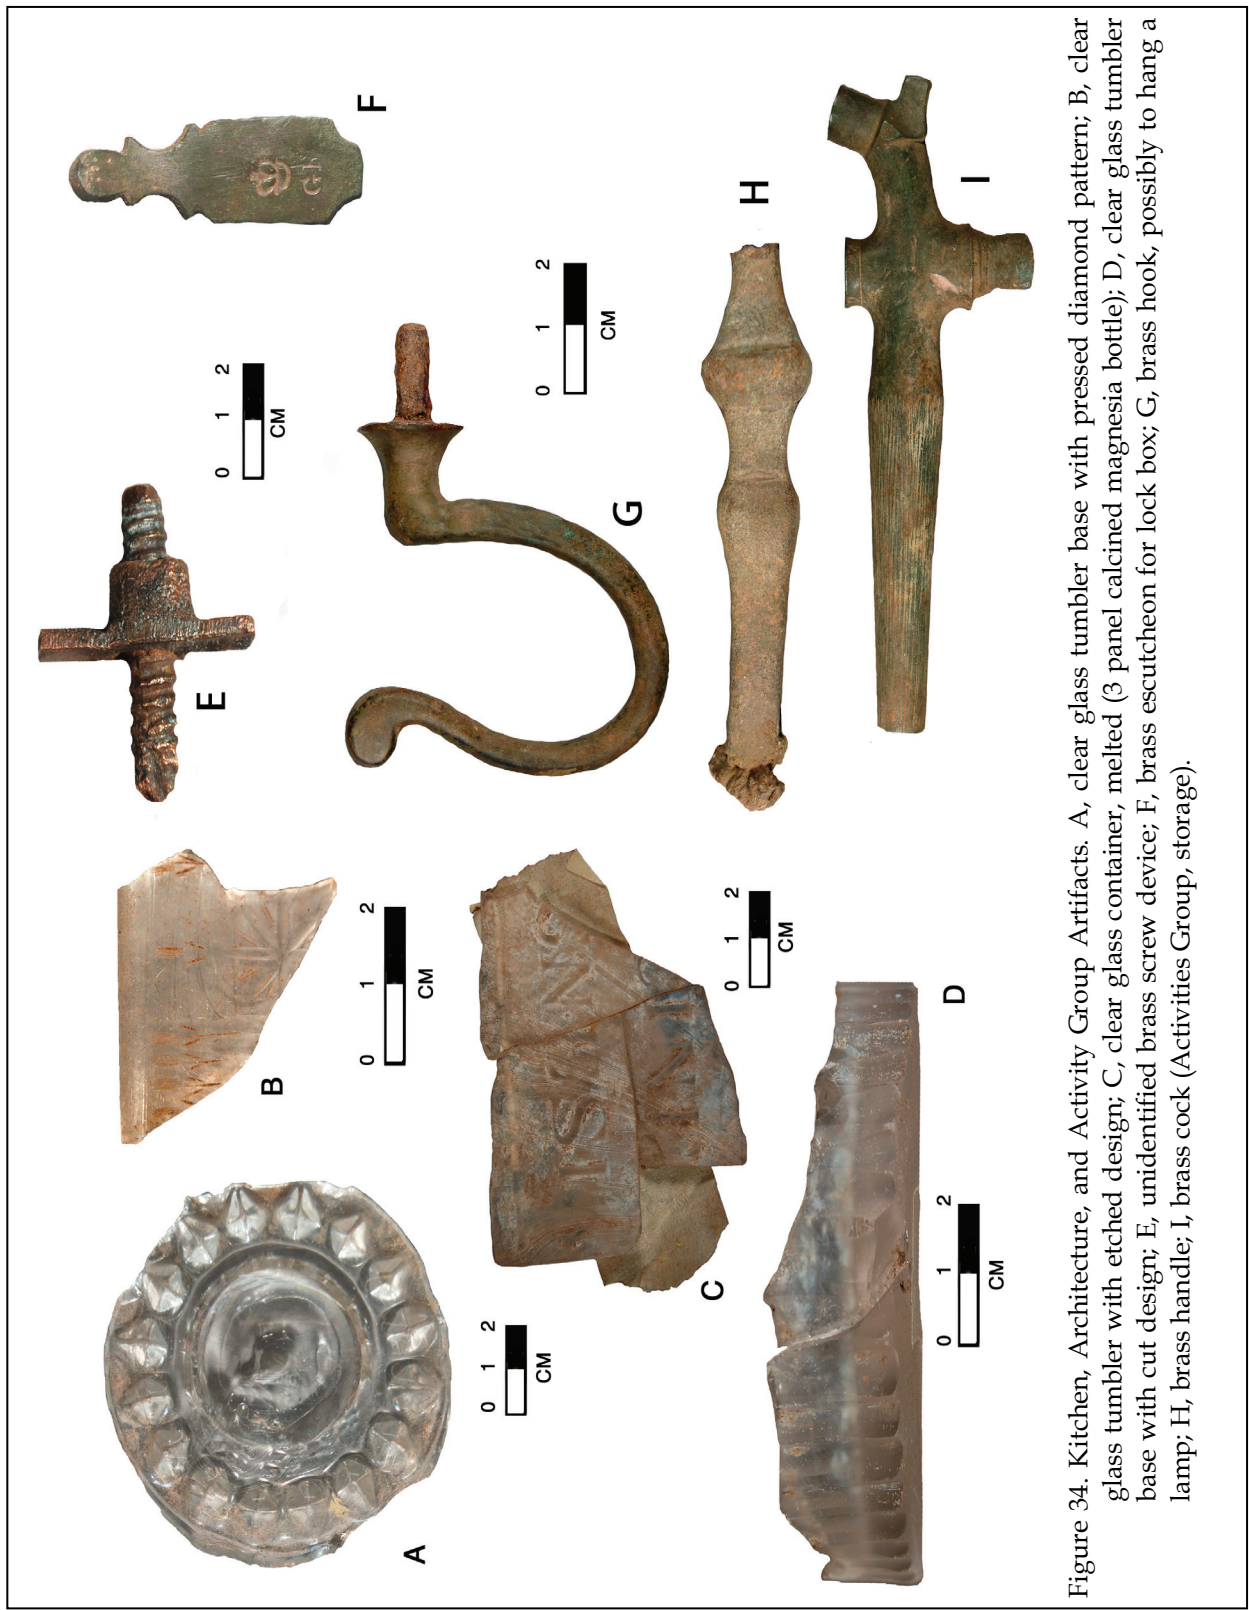 E
0 1 2
CM
B
0 1 2
CM
F
A
0 1 2
CM
0 1 2
CM
G
C
0 1 2
CM
H
0 1 2
CM
D
I
Figure 34. Kitchen, Architecture, and Activity Group Artifacts. A, clear glass tumbler base with pressed diamond pattern; B, clear
glass tumbler with etched design; C, clear glass container, melted (3 panel calcined magnesia bottle); D, clear glass tumbler
base with cut design; E, unidentified brass screw device; F, brass escutcheon for lock box; G, brass hook, possibly to hang a
lamp; H, brass handle; I, brass cock (Activities Group, storage).